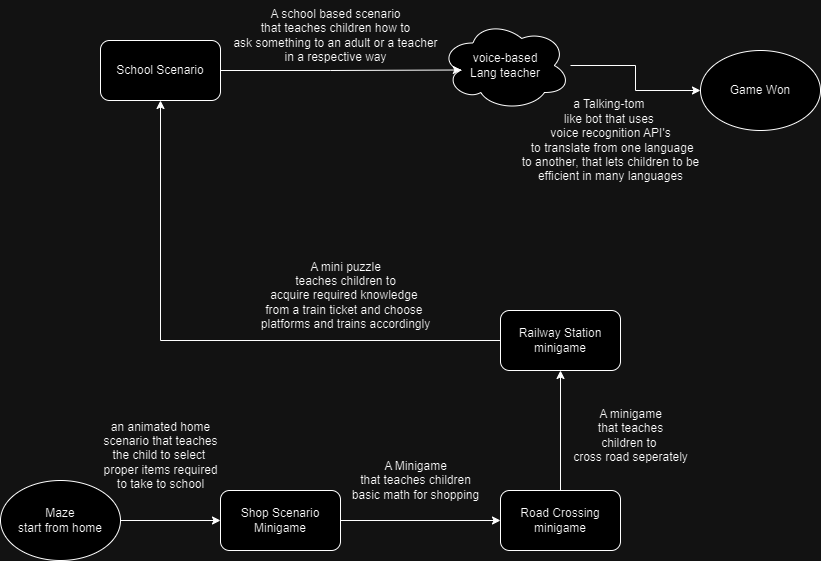 A school based scenario
that teaches children how to
ask something to an adult or a teacher
in a respective way
School Scenario
voice-based
Lang teacher
Game Won
a Talking-tom
like bot that uses
voice recognition API's
to translate from one language
to another, that lets children to be
efficient in many languages
A mini puzzle
teaches children to
acquire required knowledge
from a train ticket and choose
platforms and trains accordingly
Railway Station
minigame
A minigame
that teaches
children to
cross road seperately
an animated home
scenario that teaches
the child to select
proper items required
to take to school
A Minigame
that teaches children
basic math for shopping
Maze
start from home
Shop Scenario
Minigame
Road Crossing
minigame